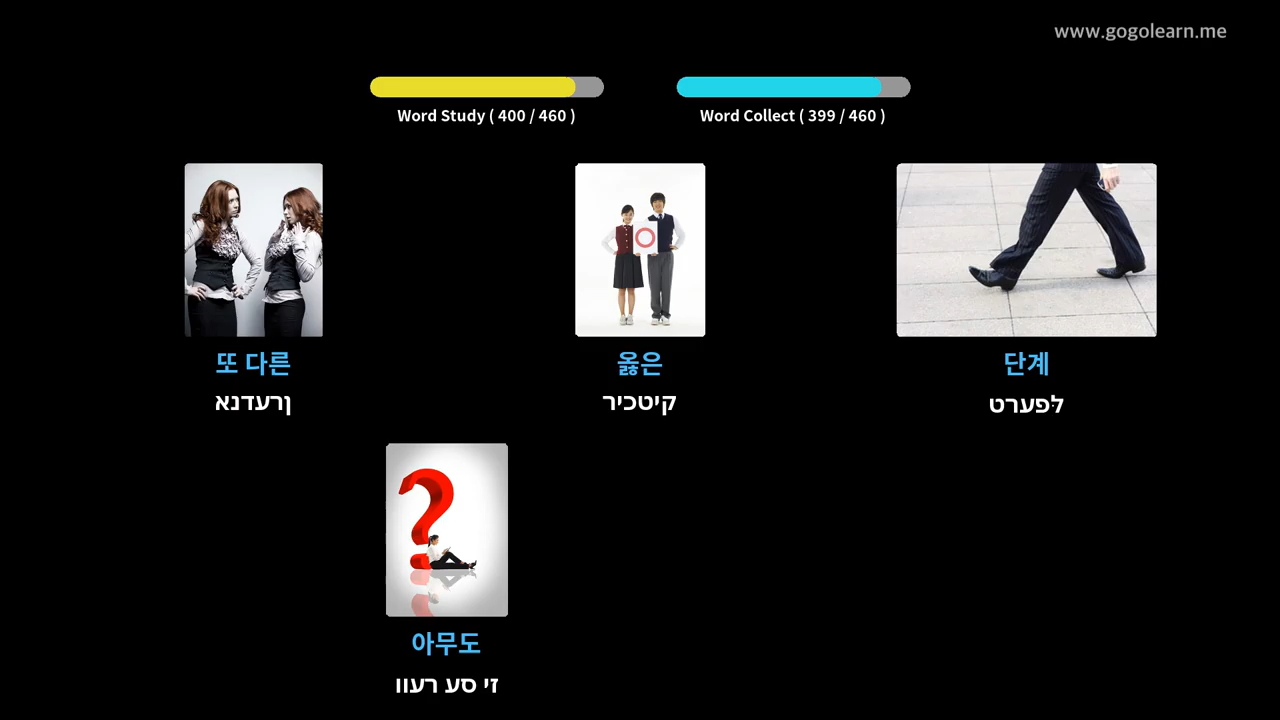 www.gogolearn.me
Word Study ( 400 / 460 )
Word Collect ( 399 / 460 )
또 다른
ןרעדנא
옳은
קיטכיר
단계
לּפערט
아무도
זי סע רעוו